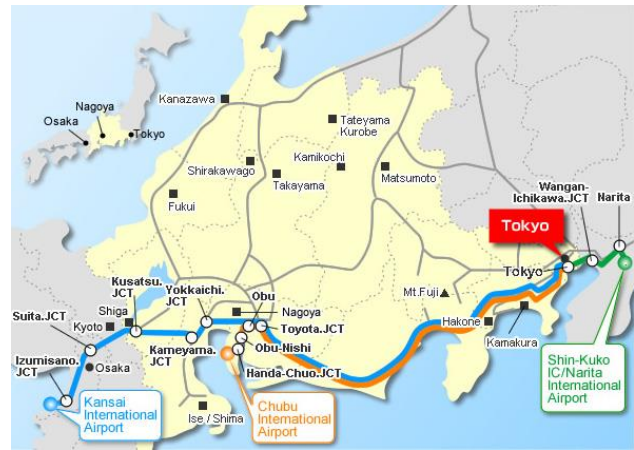 Kanazawa
Tateyama
Kurobe
Nagoya
Osaka
Tokyo
Shirakawago
Kamikochi
Takayama
Matsumoto
Fukui
Wangan-
Ichikawa.JCT
Narita
Tokyo
Tokyo
Kusatsu.
JCT
Yokkaichi.
JCT
Obu
Mt.Fuji
Suita.JCT
Shiga
Nagoya
Kyoto
Toyota.JCT
Hakone
Kameyama.
JCT
Obu-Nishi
Kamakura
Izumisano.
JCT
Osaka
Handa-Chuo.JCT
Shin-Kuko
IC/Narita
International
Airport
Kansai
International
Airport
Chubu
International
Airport
Ise / Shima